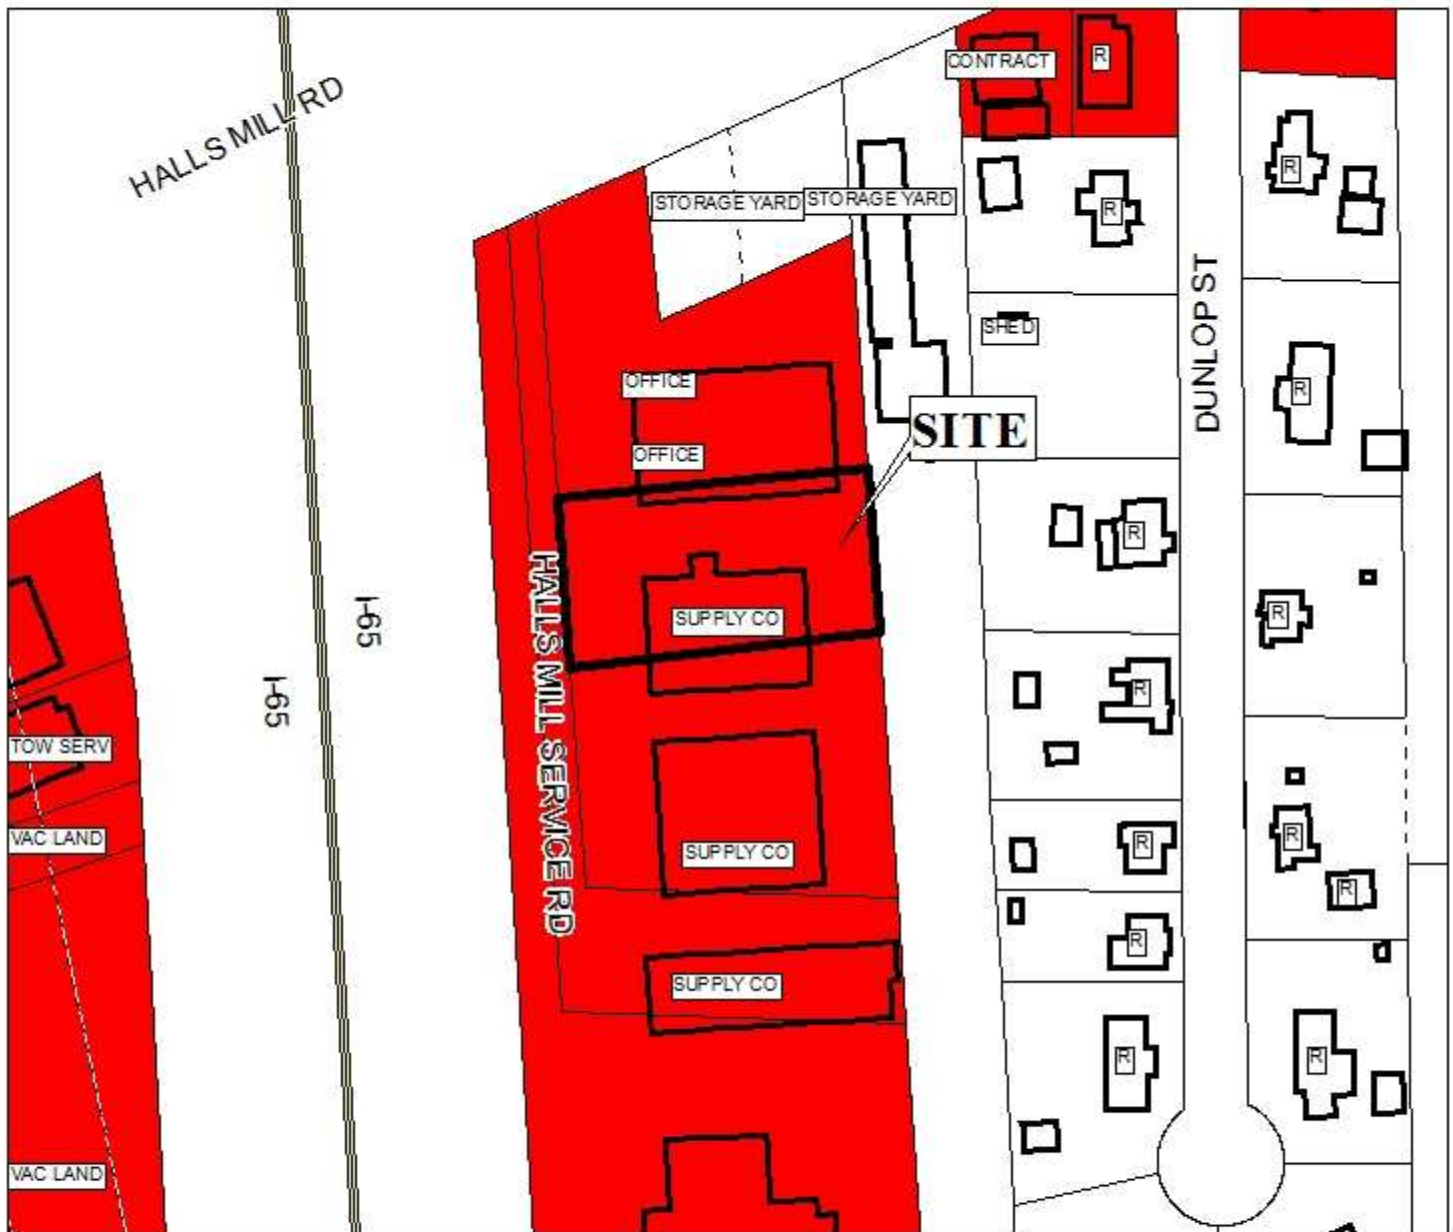 CONTRACT
R
HALLS MILL RD
R
STORAGE YARD
STORAGE YARD
R
SHED
DUNLOP ST
OFFICE
R
SITE
OFFICE
R
I-65
SUPPLY CO
R
HALLS MILL SERVICE RD
I-65
R
TOW SERV
VAC LAND
SUPPLY CO
R
R
R
R
SUPPLY CO
R
R
VAC LAND